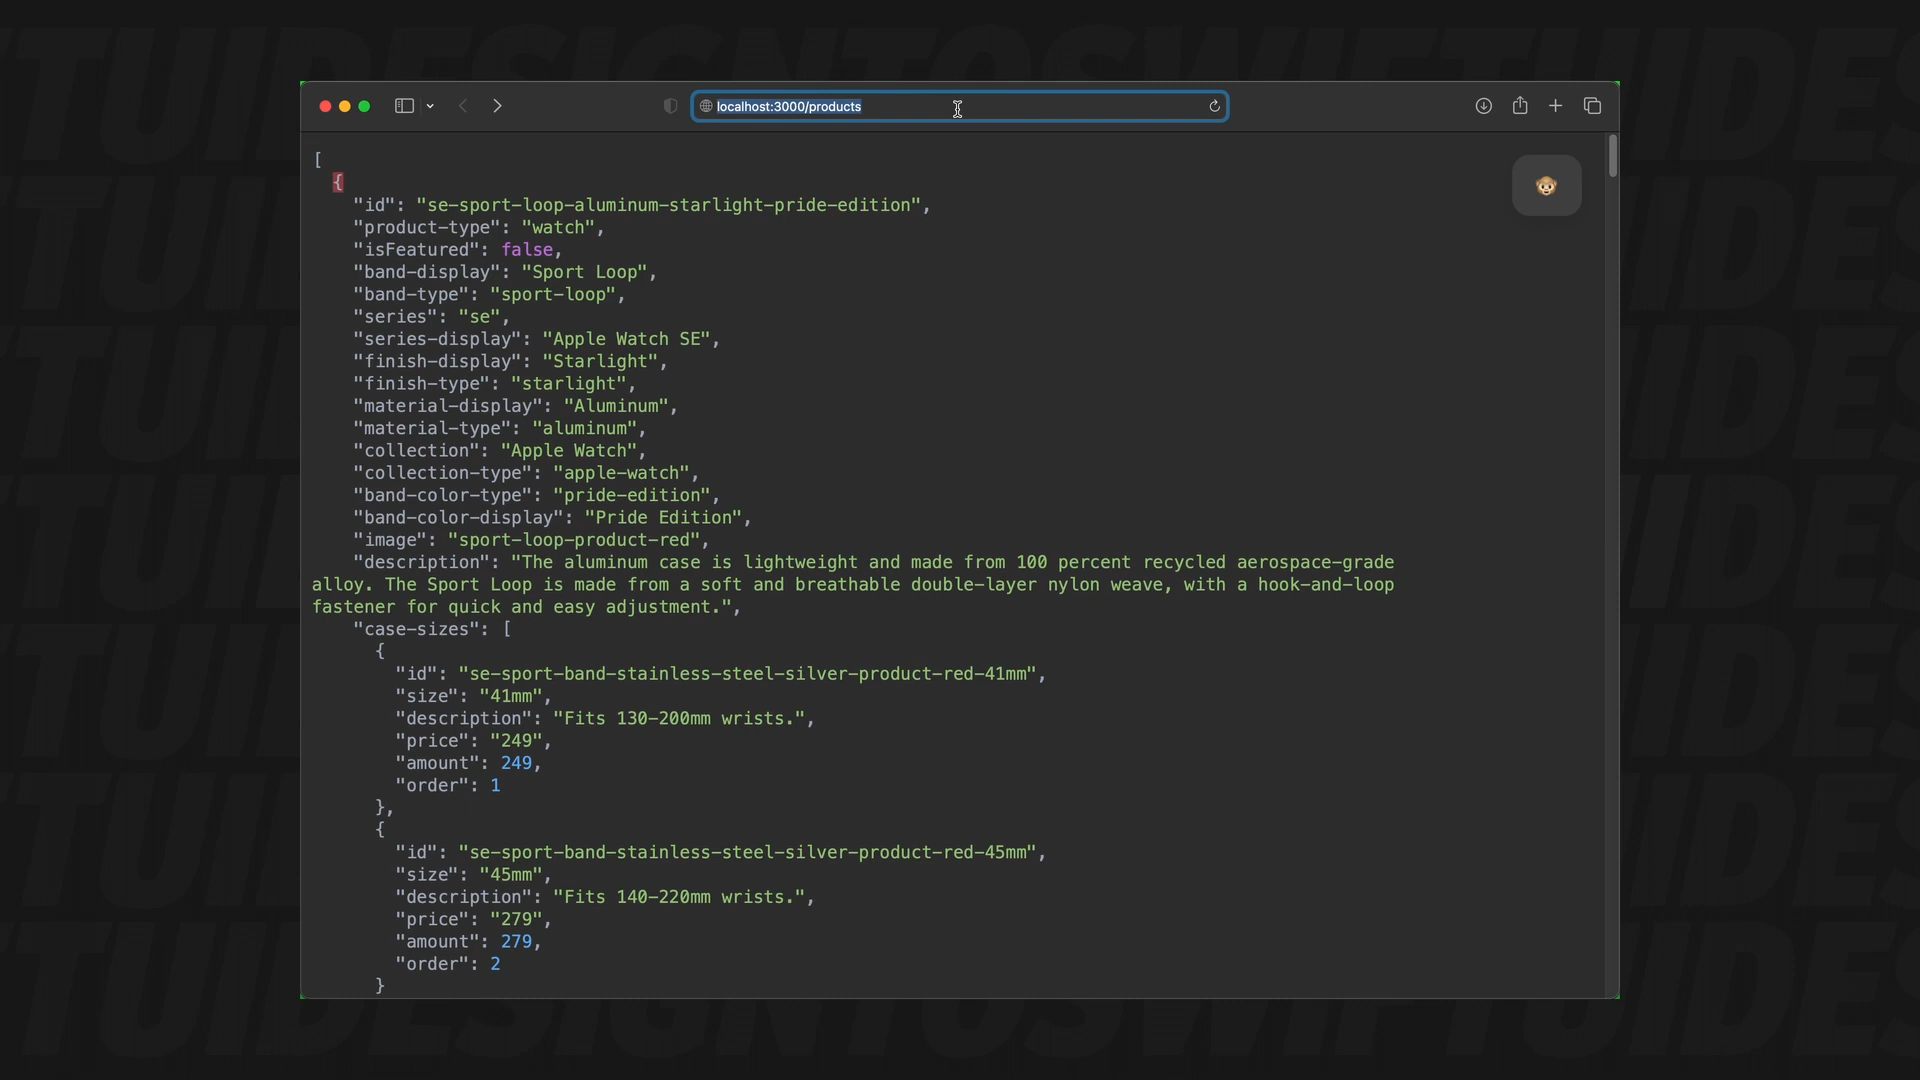 localhost:3000/products
[
{
"id": "se-sport-loop-aluminum-starlight-pride-edition",
"product-type": "watch",
"isFeatured": false,
"band-display": "Sport Loop",
"band-type": "sport-loop",
"series": "se",
"series-display": "Apple Watch SE",
"finish-display": "Starlight",
"finish-type": "starlight",
"material-display": "Aluminum",
"material-type": "aluminum",
"collection": "Apple Watch",
"collection-type": "apple-watch",
"band-color-type": "pride-edition",
"band-color-display": "Pride Edition",
"image": "sport-loop-product-red",
"description": "The aluminum case is lightweight and made from 100 percent recycled aerospace-grade
alloy. The Sport Loop is made from a soft and breathable double-layer nylon weave, with a hook-and-loop
fastener for quick and easy adjustment.",
"case-sizes": [
{
"id": "se-sport-band-stainless-steel-silver-product-red-41mm",
"size": "41mm",
"description": "Fits 130-200mm wrists.",
"price": "249",
"amount": 249,
"order": 1
},
{
"id": "se-sport-band-stainless-steel-silver-product-red-45mm",
"size": "45mm",
"description": "Fits 140-220mm wrists.",
"price": "279",
"amount": 279,
"order": 2
}